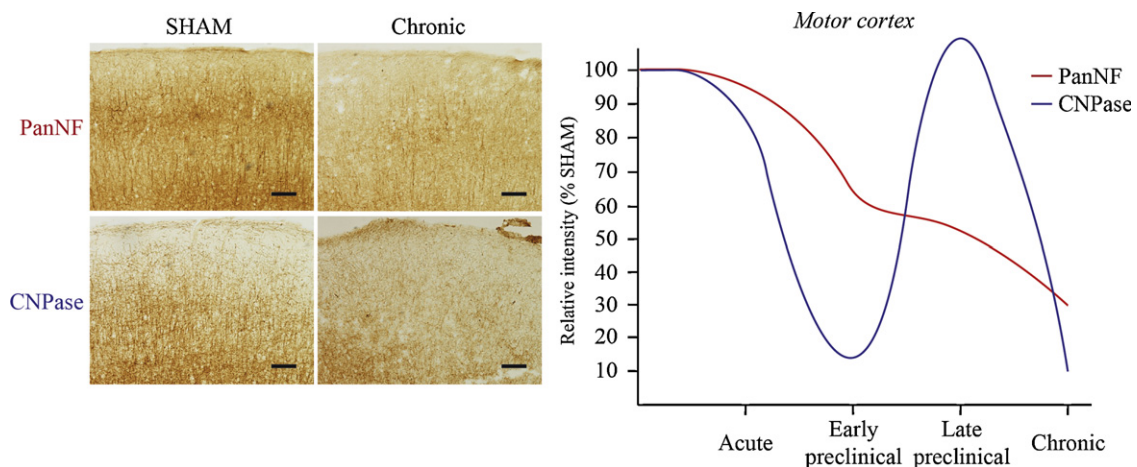 SHAM
Chronic
PanNF
CNPase
Motor cortex
Relative intensity (% SHAM)
100
90
80
70
60
50
40
30
20
10
PanNF
CNPase
Acute
Early
preclinical
Late
preclinical
Chronic